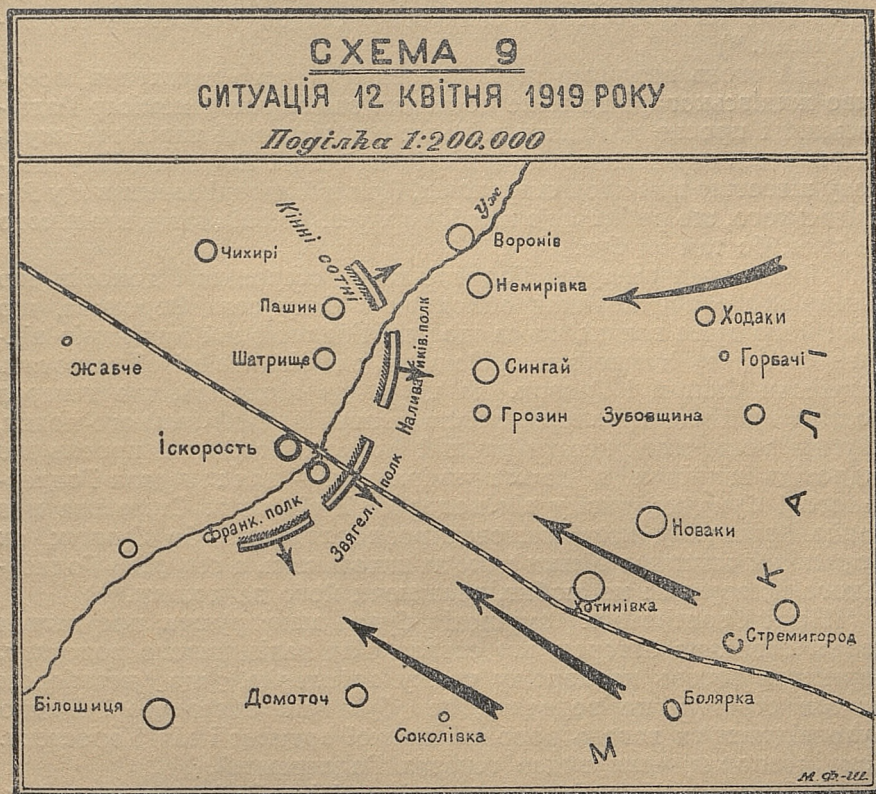 СХЕМА 9
СИТУАЦІЯ 12 КВІТНЯ 1919 РОКУ
Поділка 1:200.000
Уж
Кінні сотні
Воронів
Чихирі
Немирівка
Пашин
Ходаки
Жабче
Шатрище
Наливайків. полк
Сингай
Горбачі
Грозин
Зубовщина
Іскорость
Франк. полк
Звягел. полк
Новаки
Хотинівка
Стремигород
Білошиця
Домоточ
Болярка
Соколівка
М О С К А Л І
М. Ф.-Ш.